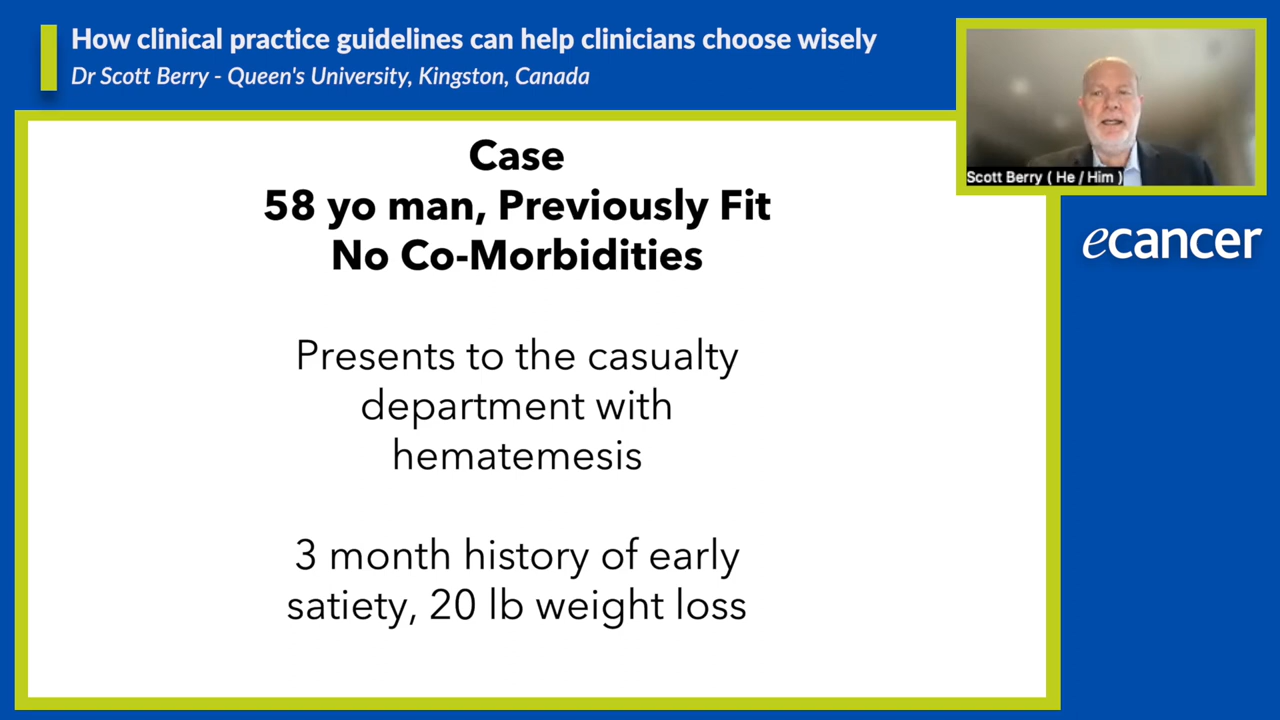 How clinical practice guidelines can help clinicians choose wisely
Dr Scott Berry - Queen's University, Kingston, Canada
Scott Berry ( He / Him )
ecancer
Case
58 yo man, Previously Fit
No Co-Morbidities
Presents to the casualty
department with
hematemesis
3 month history of early
satiety, 20 lb weight loss